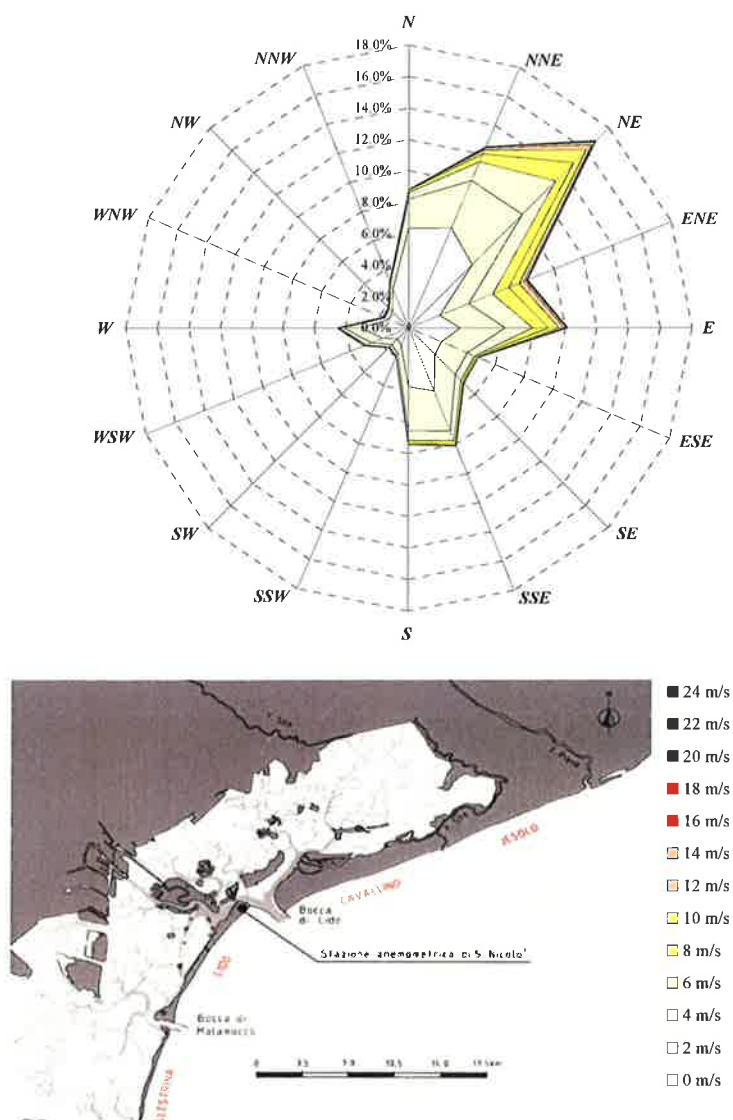 N
NNE
NE
ENE
E
ESE
SE
SSE
S
SSW
SW
WSW
W
WNW
NW
NNW
18.0%
16.0%
14.0%
12.0%
10.0%
8.0%
6.0%
4.0%
2.0%
0.0%
24 m/s
22 m/s
20 m/s
18 m/s
16 m/s
14 m/s
12 m/s
10 m/s
8 m/s
6 m/s
4 m/s
2 m/s
0 m/s
JESOLO
CAVALLINO
Bocca
di Lido
Stazione anemometrica di S. Nicolo'
LIDO
Bocca di
Malamocco
0